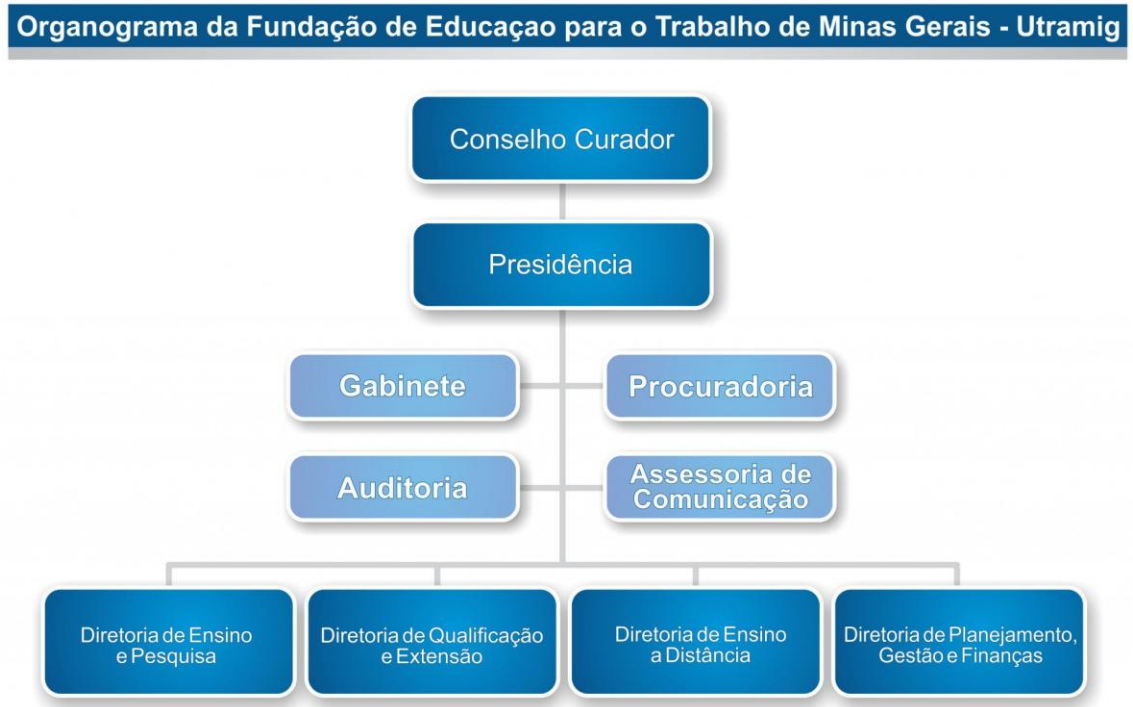 Organograma da Fundação de Educaçao para o Trabalho de Minas Gerais - Utramig
Conselho Curador
Presidência
Gabinete
Procuradoria
Auditoria
Assessoria de
Comunicação
Diretoria de Ensino
e Pesquisa
Diretoria de Qualificação
e Extensão
Diretoria de Ensino
a Distância
Diretoria de Planejamento,
Gestão e Finanças